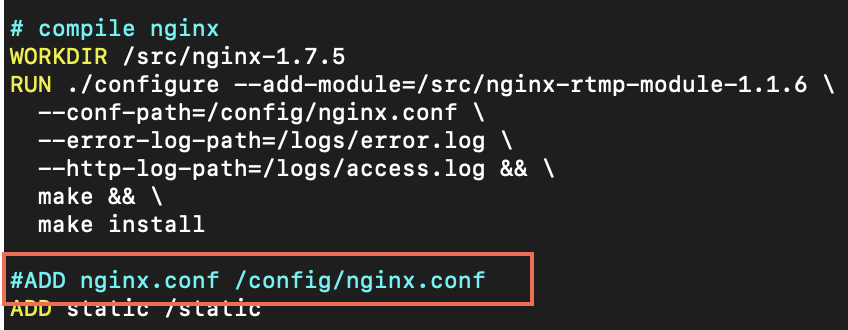 # compile nginx
WORKDIR /src/nginx-1.7.5
RUN ./configure --add-module=/src/nginx-rtmp-module-1.1.6 \
  --conf-path=/config/nginx.conf \
  --error-log-path=/logs/error.log \
  --http-log-path=/logs/access.log && \
  make && \
  make install

#ADD nginx.conf /config/nginx.conf
ADD static /static